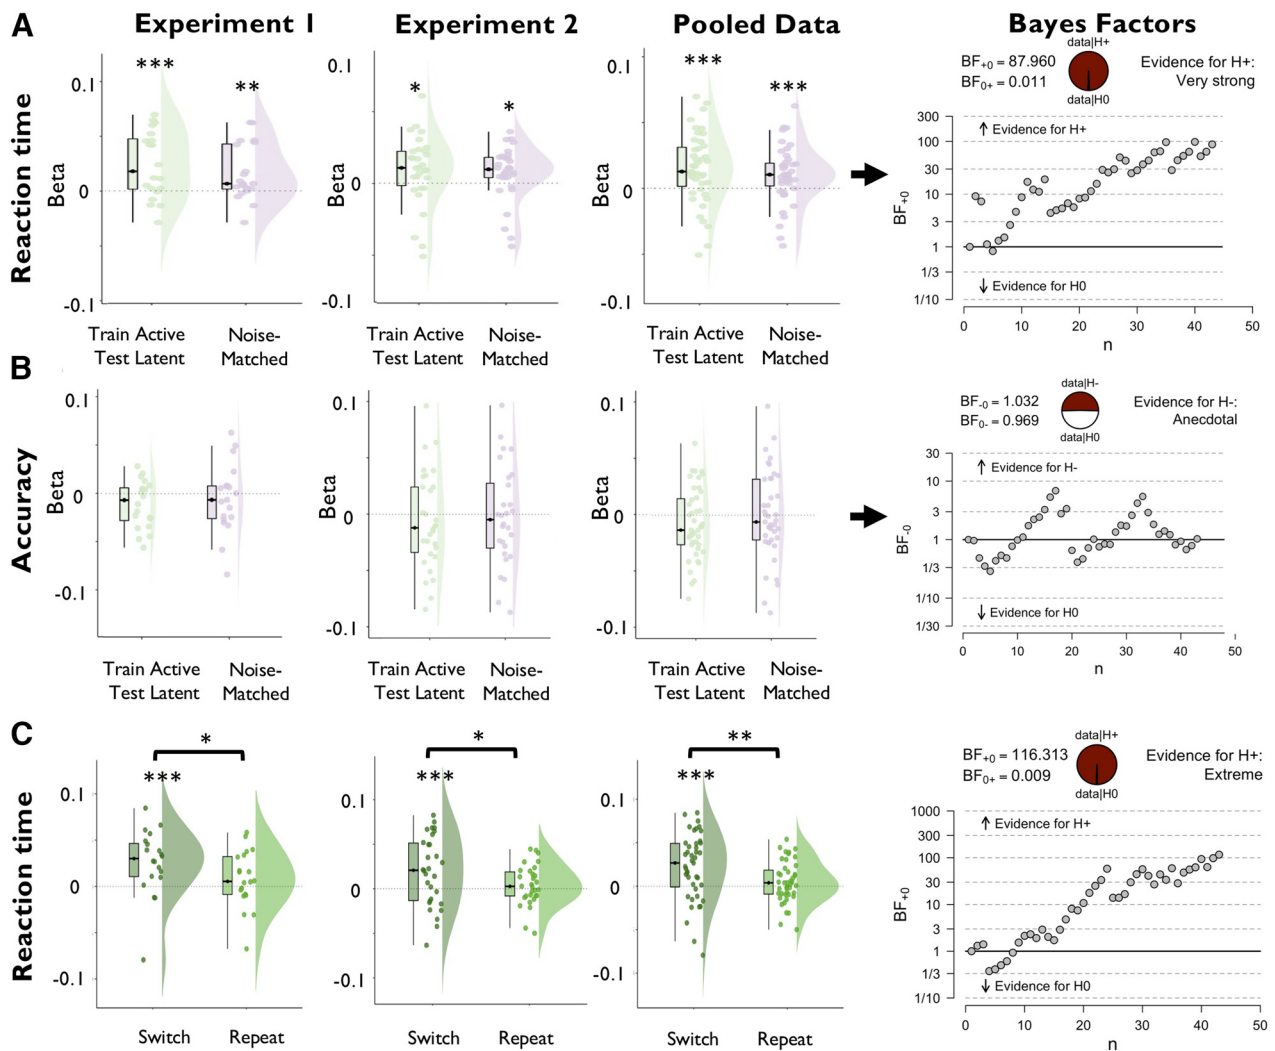 A
Experiment 1
Experiment 2
Pooled Data
Bayes Factors
Reaction time
Beta
0.1
0
-0.1
***
**
Train Active
Test Latent
Noise-
Matched
Beta
0.1
0
-0.1
*
*
Train Active
Test Latent
Noise-
Matched
Beta
0.1
0
-0.1
***
***
Train Active
Test Latent
Noise-
Matched
BF+0 = 87.960
BF0+ = 0.011
data|H+
data|H0
Evidence for H+:
Very strong
BF+0
300
100
30
10
3
1
1/3
1/10
↑ Evidence for H+
↓ Evidence for H0
0 10 20 30 40 50
n
B
Accuracy
Beta
0.1
0
-0.1
Train Active
Test Latent
Noise-
Matched
Beta
0.1
0
-0.1
Train Active
Test Latent
Noise-
Matched
Beta
0.1
0
-0.1
Train Active
Test Latent
Noise-
Matched
BF-0 = 1.032
BF0- = 0.969
data|H-
data|H0
Evidence for H-:
Anecdotal
BF-0
30
10
3
1
1/3
1/10
1/30
↑ Evidence for H-
↓ Evidence for H0
0 10 20 30 40 50
n
C
Reaction time
0.1
0
-0.1
*
***
Switch
Repeat
0.1
0
-0.1
*
***
Switch
Repeat
0.1
0
-0.1
**
***
Switch
Repeat
BF+0 = 116.313
BF0+ = 0.009
data|H+
data|H0
Evidence for H+:
Extreme
BF+0
1000
300
100
30
10
3
1
1/3
1/10
↑ Evidence for H+
↓ Evidence for H0
0 10 20 30 40 50
n